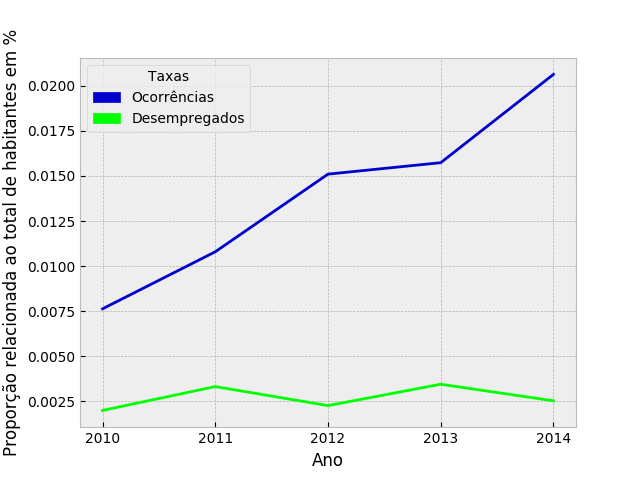 Proporção relacionada ao total de habitantes em %
Taxas
Ocorrências
Desempregados
0.0200
0.0175
0.0150
0.0125
0.0100
0.0075
0.0050
0.0025
2010 2011 2012 2013 2014
Ano